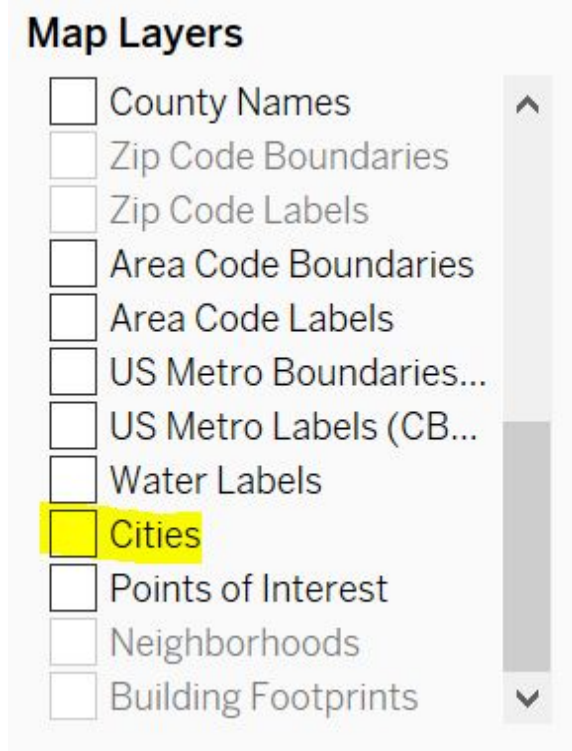 Map Layers
County Names
Zip Code Boundaries
Zip Code Labels
Area Code Boundaries
Area Code Labels
US Metro Boundaries...
US Metro Labels (CB...
Water Labels
Cities
Points of Interest
Neighborhoods
Building Footprints